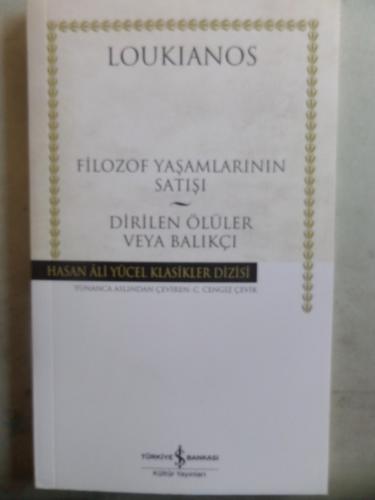 LOUKIANOS
FİLOZOF YAŞAMLARININ
SATIŞI
~
DİRİLEN ÖLÜLER
VEYA BALIKÇI
HASAN ÂLİ YÜCEL KLASİKLER DİZİSİ
YUNANCA ASLINDAN ÇEVİREN: C. CENGİZ ÇEVİK
TÜRKİYE İŞ BANKASI
Kültür Yayınları